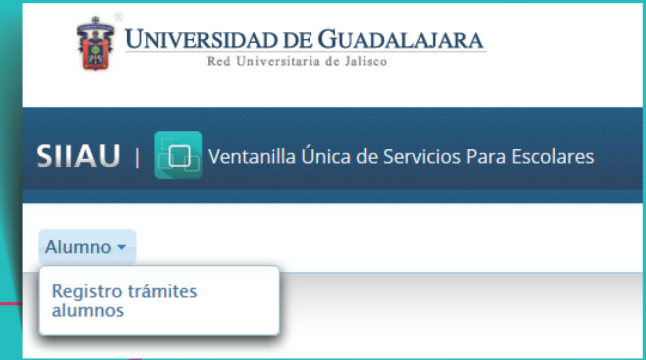 UNIVERSIDAD DE GUADALAJARA
Red Universitaria de Jalisco
SIIAU | Ventanilla Única de Servicios Para Escolares
Alumno
Registro trámites
alumnos